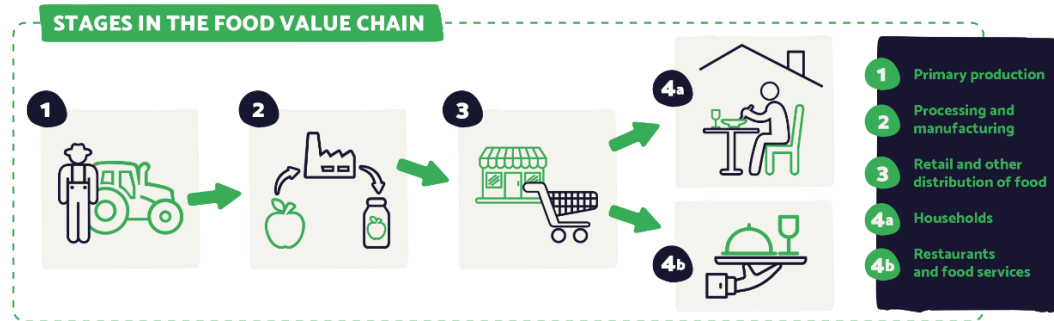 STAGES IN THE FOOD VALUE CHAIN
1
2
3
4a
4b
1 Primary production
2 Processing and
manufacturing
3 Retail and other
distribution of food
4a Households
4b Restaurants
and food services